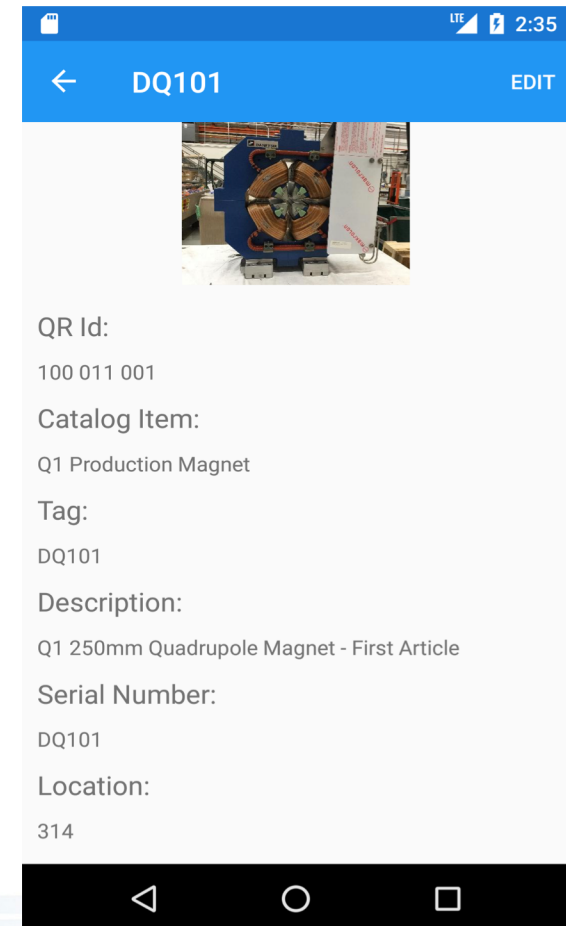 LTE 2:35
DQ101 EDIT
QR Id:
100 011 001
Catalog Item:
Q1 Production Magnet
Tag:
DQ101
Description:
Q1 250mm Quadrupole Magnet - First Article
Serial Number:
DQ101
Location:
314